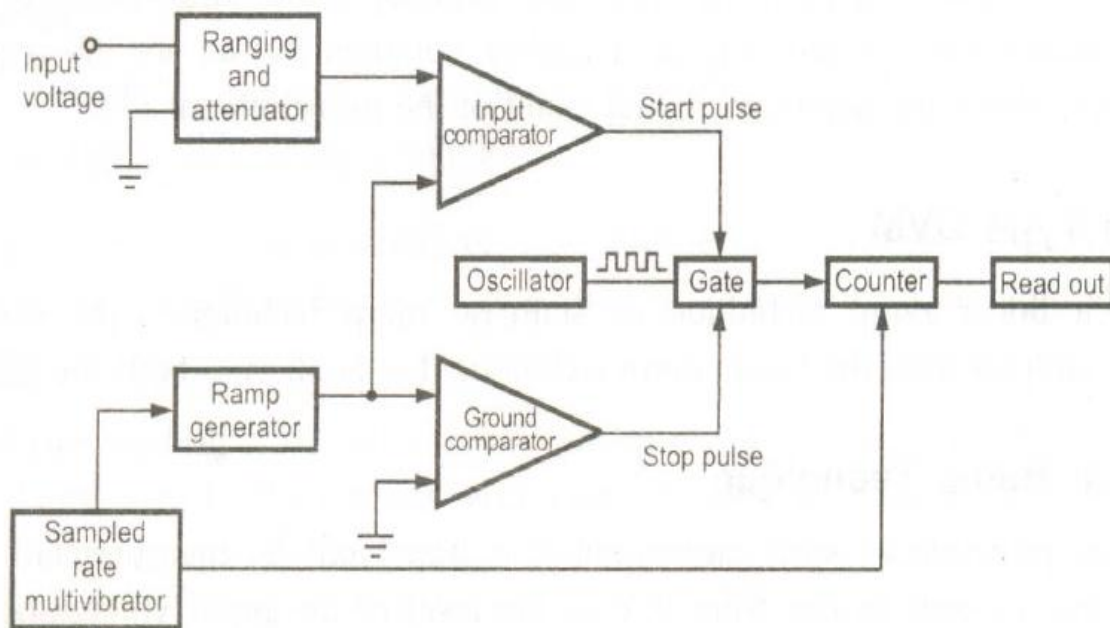 Input
voltage
Ranging
and
attenuator
Input
comparator
Start pulse
Oscillator
Gate
Counter
Read out
Ramp
generator
Ground
comparator
Stop pulse
Sampled
rate
multivibrator